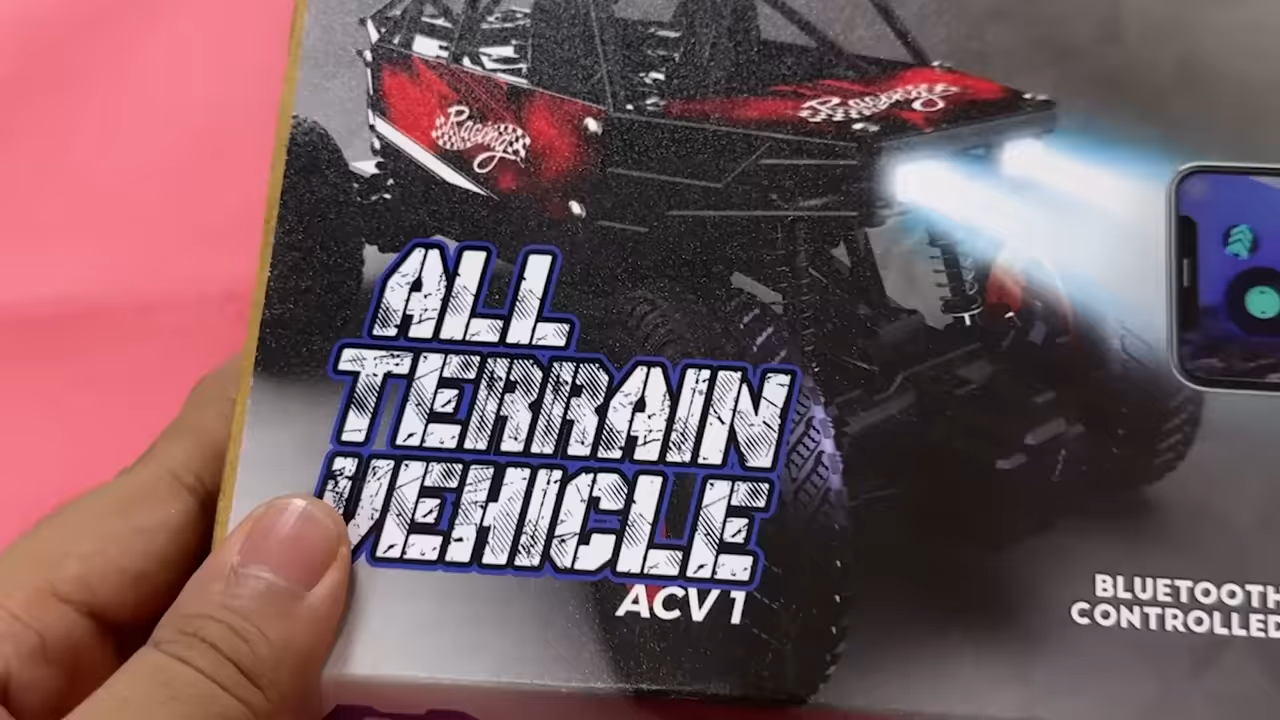 Racing
Racing
ALL
TERRAIN
VEHICLE
ACV1
BLUETOOTH
CONTROLLED